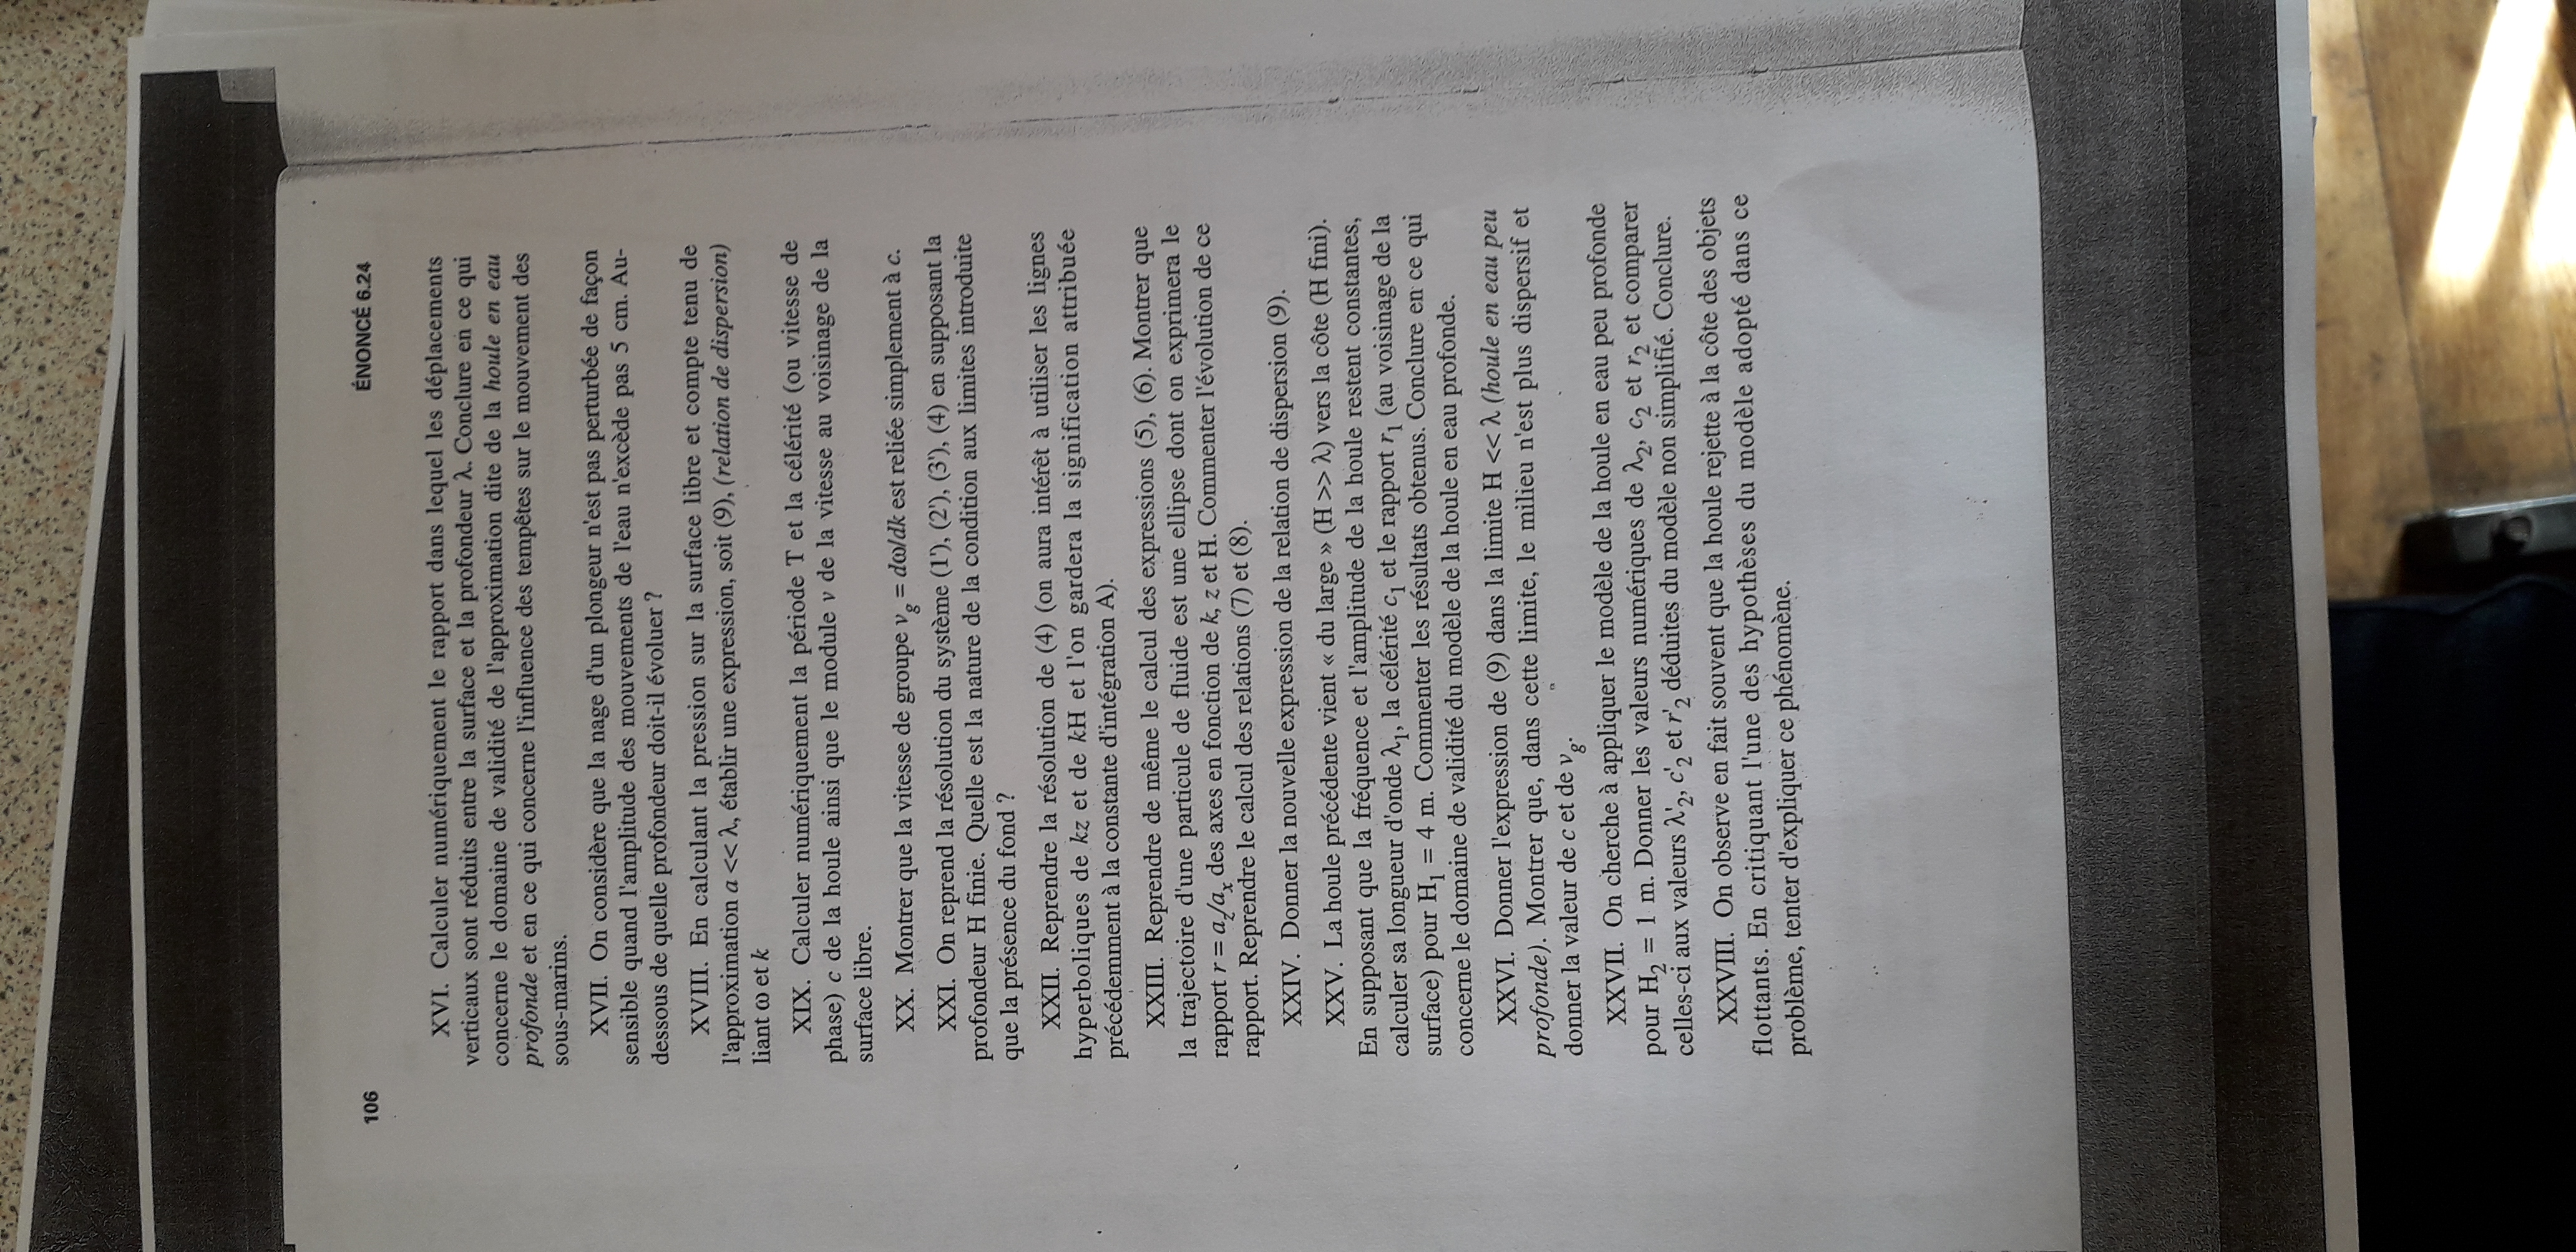 106
ÉNONCÉ 6.24
XVI. Calculer numériquement le rapport dans lequel les déplacements
verticaux sont réduits entre la surface et la profondeur λ. Conclure en ce qui
concerne le domaine de validité de l'approximation dite de la houle en eau
profonde et en ce qui concerne l'influence des tempêtes sur le mouvement des
sous-marins.
XVII. On considère que la nage d'un plongeur n'est pas perturbée de façon
sensible quand l'amplitude des mouvements de l'eau n'excède pas 5 cm. Au-
dessous de quelle profondeur doit-il évoluer ?
XVIII. En calculant la pression sur la surface libre et compte tenu de
l'approximation a << λ, établir une expression, soit (9), (relation de dispersion)
liant ω et k
XIX. Calculer numériquement la période T et la célérité (ou vitesse de
phase) c de la houle ainsi que le module v de la vitesse au voisinage de la
surface libre.
XX. Montrer que la vitesse de groupe v_g = dω/dk est reliée simplement à c.
XXI. On reprend la résolution du système (1'), (2'), (3'), (4) en supposant la
profondeur H finie. Quelle est la nature de la condition aux limites introduite
que la présence du fond ?
XXII. Reprendre la résolution de (4) (on aura intérêt à utiliser les lignes
hyperboliques de kz et de kH et l'on gardera la signification attribuée
précédemment à la constante d'intégration A).
XXIII. Reprendre de même le calcul des expressions (5), (6). Montrer que
la trajectoire d'une particule de fluide est une ellipse dont on exprimera le
rapport r = a_z/a_x des axes en fonction de k, z et H. Commenter l'évolution de ce
rapport. Reprendre le calcul des relations (7) et (8).
XXIV. Donner la nouvelle expression de la relation de dispersion (9).
XXV. La houle précédente vient « du large » (H >> λ) vers la côte (H fini).
En supposant que la fréquence et l'amplitude de la houle restent constantes,
calculer sa longueur d'onde λ₁, la célérité c₁ et le rapport r₁ (au voisinage de la
surface) pour H₁ = 4 m. Commenter les résultats obtenus. Conclure en ce qui
concerne le domaine de validité du modèle de la houle en eau profonde.
XXVI. Donner l'expression de (9) dans la limite H << λ (houle en eau peu
profonde). Montrer que, dans cette limite, le milieu n'est plus dispersif et
donner la valeur de c et de v_g.
XXVII. On cherche à appliquer le modèle de la houle en eau peu profonde
pour H₂ = 1 m. Donner les valeurs numériques de λ₂, c₂ et r₂ et comparer
celles-ci aux valeurs λ'₂, c'₂ et r'₂ déduites du modèle non simplifié. Conclure.
XXVIII. On observe en fait souvent que la houle rejette à la côte des objets
flottants. En critiquant l'une des hypothèses du modèle adopté dans ce
problème, tenter d'expliquer ce phénomène.